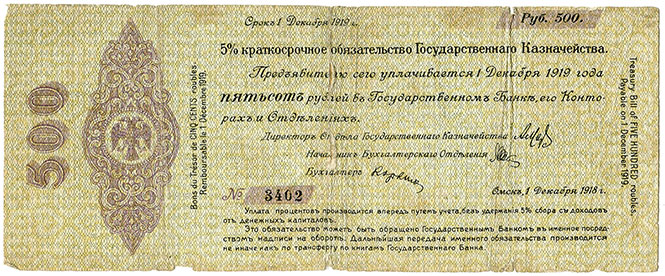 Срокъ 1 Декабря 1919 г.
Руб. 500.
5% краткосрочное обязательство Государственнаго Казначейства.
Предъявителю сего уплачивается 1 Декабря 1919 года
ПЯТЬСОТЪ рублей въ Государственномъ Банкѣ, его Конто-
рахъ и Отдѣленіяхъ.
Директоръ Отдѣла Государственнаго Казначейства
Начальникъ Бухгалтерскаго Отдѣленія
Бухгалтеръ
№ 3402
Омскъ, 1 Декабря 1918 г.
Уплата процентовъ производится впередъ путемъ учета, безъ удержанія 5% сбора съ доходовъ
отъ денежныхъ капиталовъ.
Это обязательство можетъ быть обращено Государственнымъ Банкомъ въ именное посред-
ствомъ надписи на оборотѣ. Дальнѣйшая передача именного обязательства производится
не иначе какъ по трансферту по книгамъ Государственнаго Банка.
500
Bons du Trésor de CINQ CENTS roubles.
Remboursable le 1 Décembre 1919.
Treasury Bill of FIVE HUNDRED roubles.
Payable on 1 December 1919.